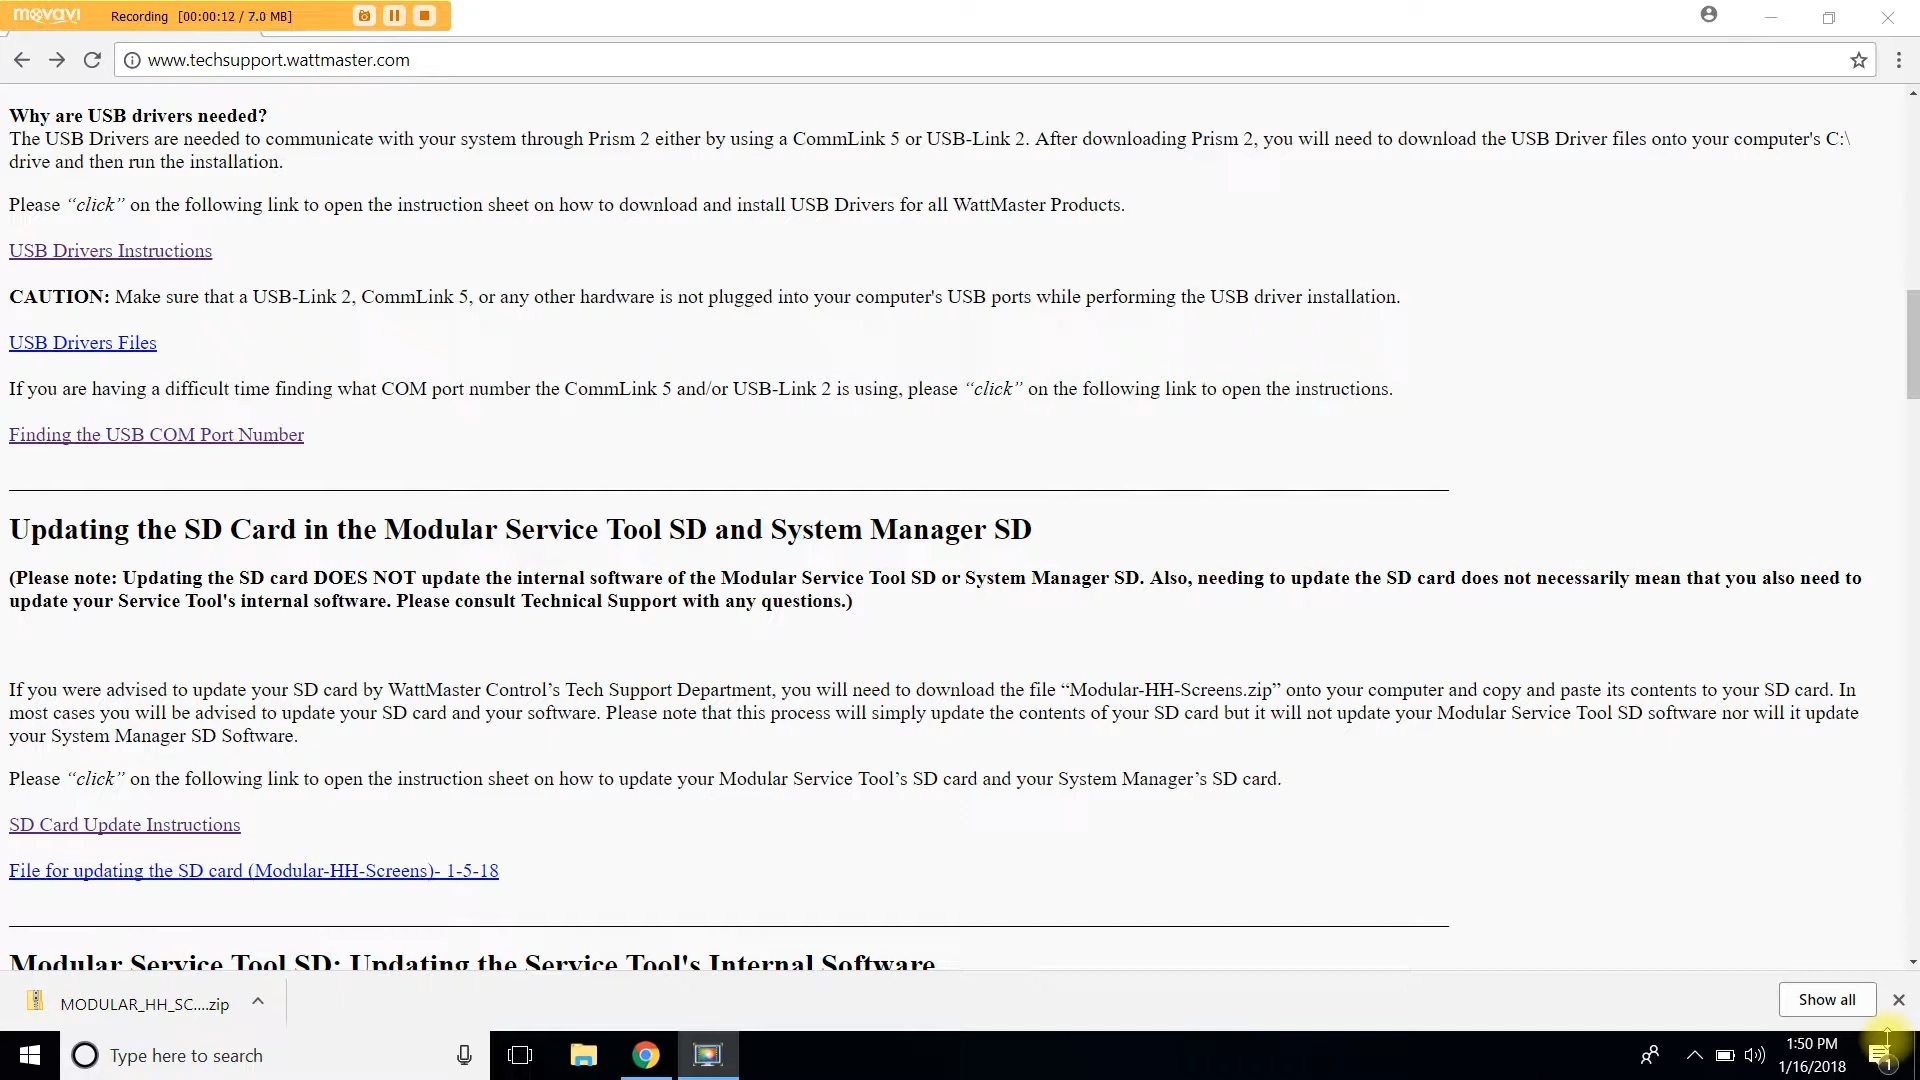 movavi Recording [00:00:12 / 7.0 MB]
www.techsupport.wattmaster.com
Why are USB drivers needed?
The USB Drivers are needed to communicate with your system through Prism 2 either by using a CommLink 5 or USB-Link 2. After downloading Prism 2, you will need to download the USB Driver files onto your computer's C:\
drive and then run the installation.
Please “click” on the following link to open the instruction sheet on how to download and install USB Drivers for all WattMaster Products.
USB Drivers Instructions
CAUTION: Make sure that a USB-Link 2, CommLink 5, or any other hardware is not plugged into your computer's USB ports while performing the USB driver installation.
USB Drivers Files
If you are having a difficult time finding what COM port number the CommLink 5 and/or USB-Link 2 is using, please “click” on the following link to open the instructions.
Finding the USB COM Port Number
Updating the SD Card in the Modular Service Tool SD and System Manager SD
(Please note: Updating the SD card DOES NOT update the internal software of the Modular Service Tool SD or System Manager SD. Also, needing to update the SD card does not necessarily mean that you also need to
update your Service Tool's internal software. Please consult Technical Support with any questions.)
If you were advised to update your SD card by WattMaster Control’s Tech Support Department, you will need to download the file “Modular-HH-Screens.zip” onto your computer and copy and paste its contents to your SD card. In
most cases you will be advised to update your SD card and your software. Please note that this process will simply update the contents of your SD card but it will not update your Modular Service Tool SD software nor will it update
your System Manager SD Software.
Please “click” on the following link to open the instruction sheet on how to update your Modular Service Tool’s SD card and your System Manager’s SD card.
SD Card Update Instructions
File for updating the SD card (Modular-HH-Screens)- 1-5-18
Modular Service Tool SD: Updating the Service Tool's Internal Software
MODULAR_HH_SC....zip
Show all
Type here to search
1:50 PM
1/16/2018
1